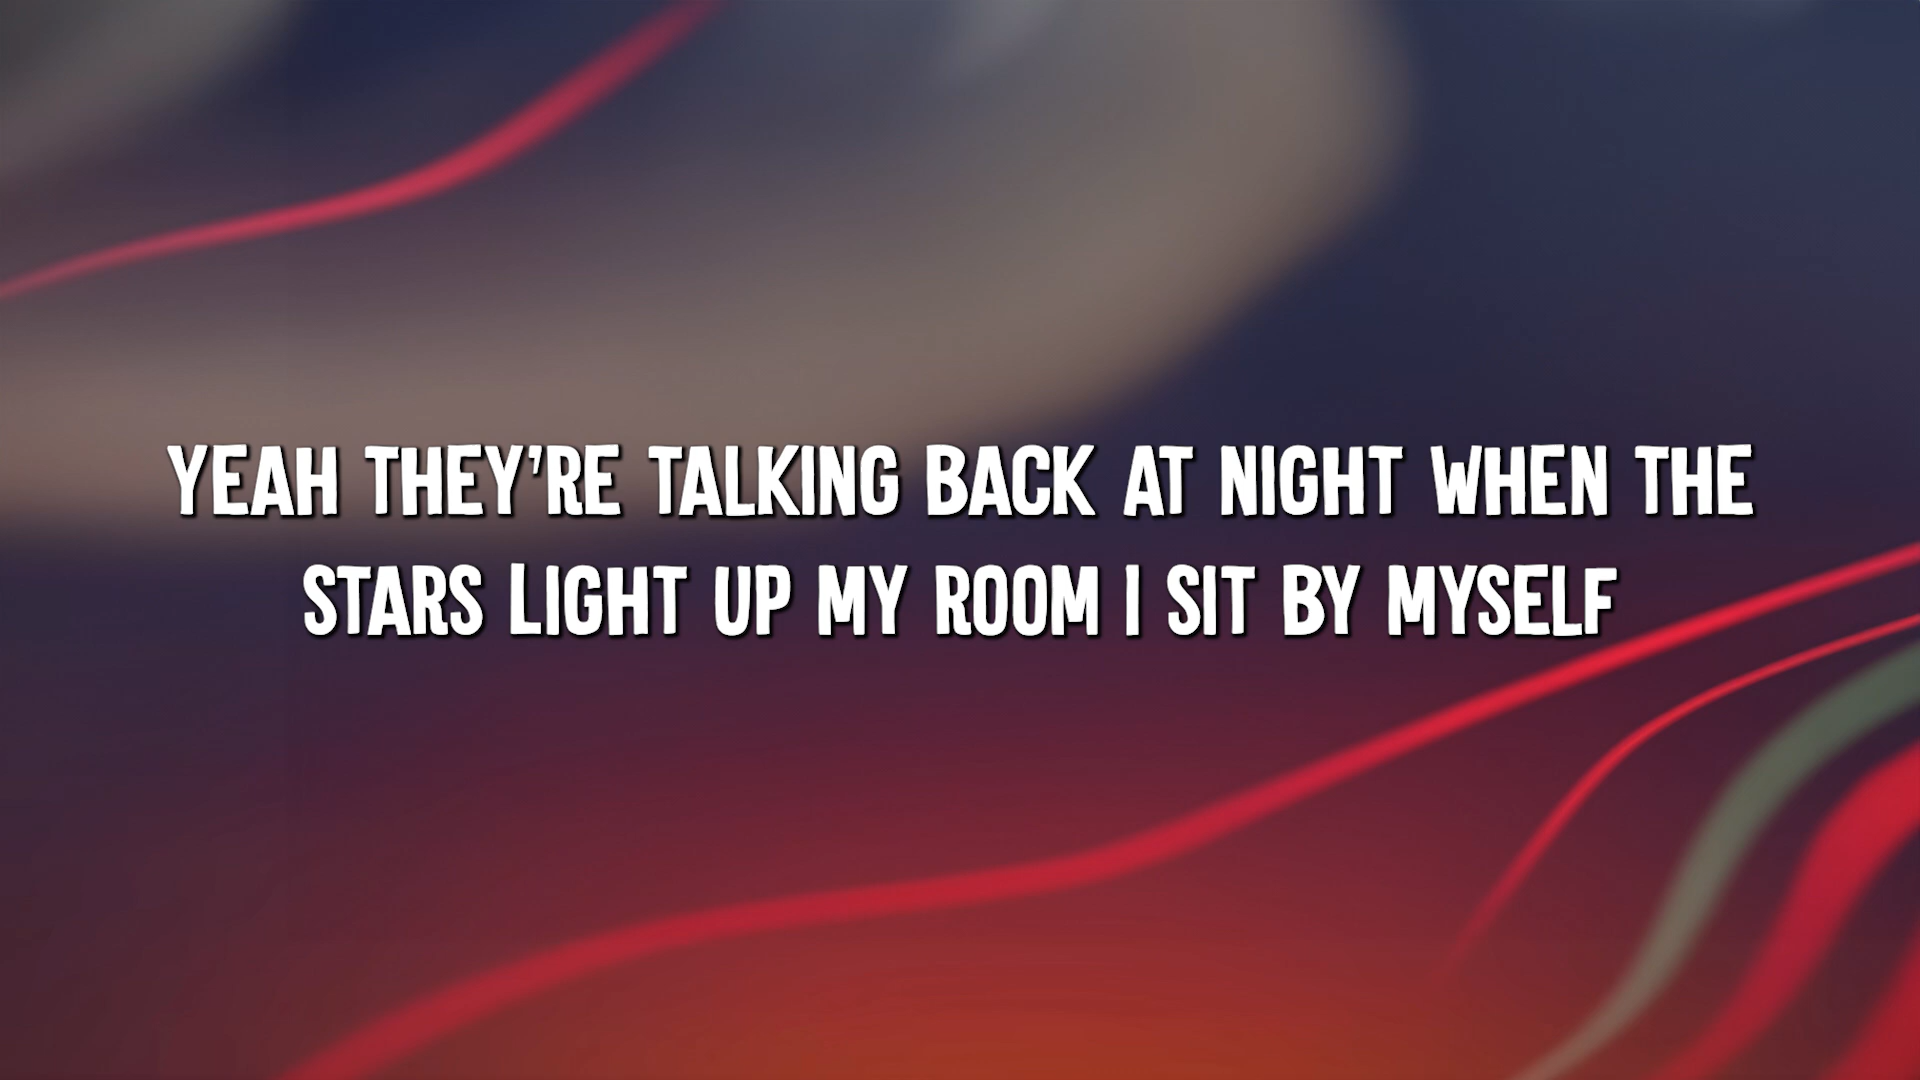 YEAH THEY'RE TALKING BACK AT NIGHT WHEN THE
STARS LIGHT UP MY ROOM I SIT BY MYSELF